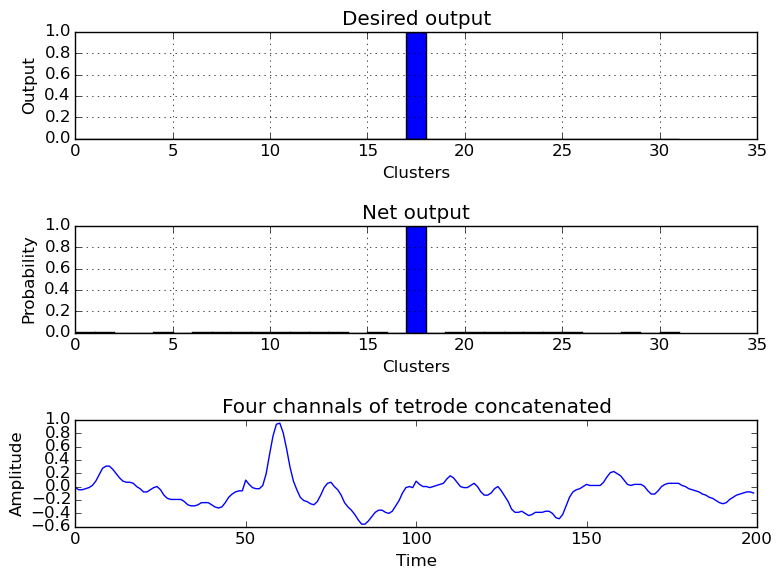 Desired output
1.0
0.8
0.6
0.4
0.2
0.0
Output
0 5 10 15 20 25 30 35
Clusters
Net output
1.0
0.8
0.6
0.4
0.2
0.0
Probability
0 5 10 15 20 25 30 35
Clusters
Four channals of tetrode concatenated
1.0
0.8
0.6
0.4
0.2
0.0
−0.2
−0.4
−0.6
Amplitude
0 50 100 150 200
Time